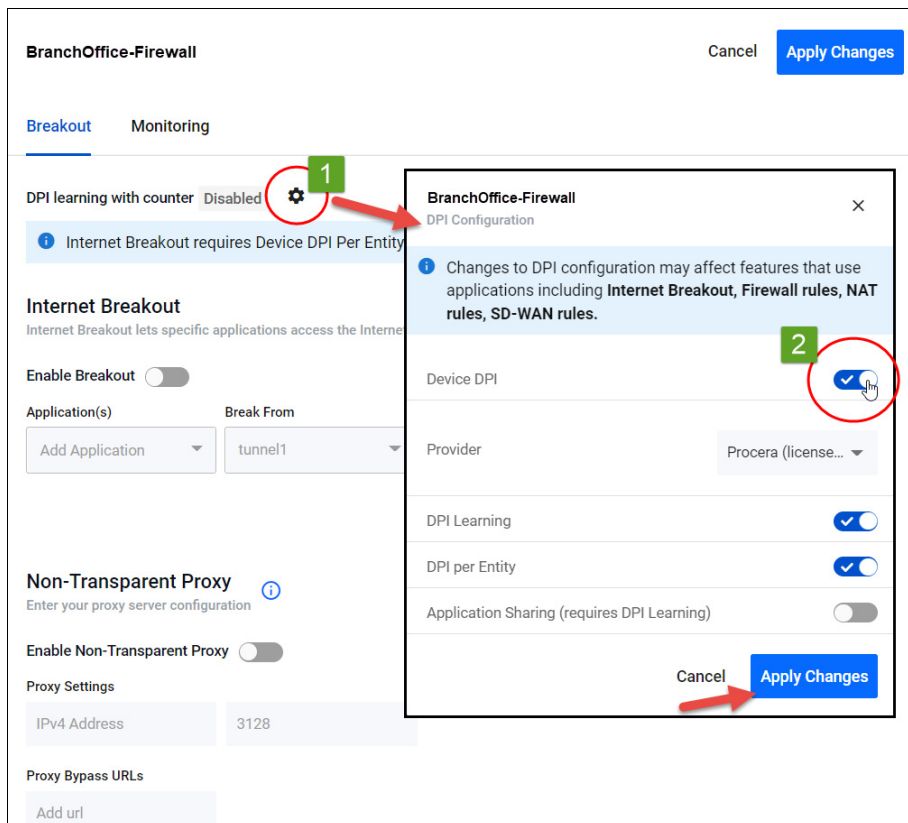 BranchOffice-Firewall
Cancel
Apply Changes
Breakout
Monitoring
DPI learning with counter Disabled
1
Internet Breakout requires Device DPI Per Entity
Internet Breakout
Internet Breakout lets specific applications access the Internet
Enable Breakout
Application(s)
Break From
Add Application
tunnel1
Non-Transparent Proxy
Enter your proxy server configuration
Enable Non-Transparent Proxy
Proxy Settings
IPv4 Address
3128
Proxy Bypass URLs
Add url
BranchOffice-Firewall
DPI Configuration
Changes to DPI configuration may affect features that use
applications including Internet Breakout, Firewall rules, NAT
rules, SD-WAN rules.
2
Device DPI
Provider
Procera (license...
DPI Learning
DPI per Entity
Application Sharing (requires DPI Learning)
Cancel
Apply Changes